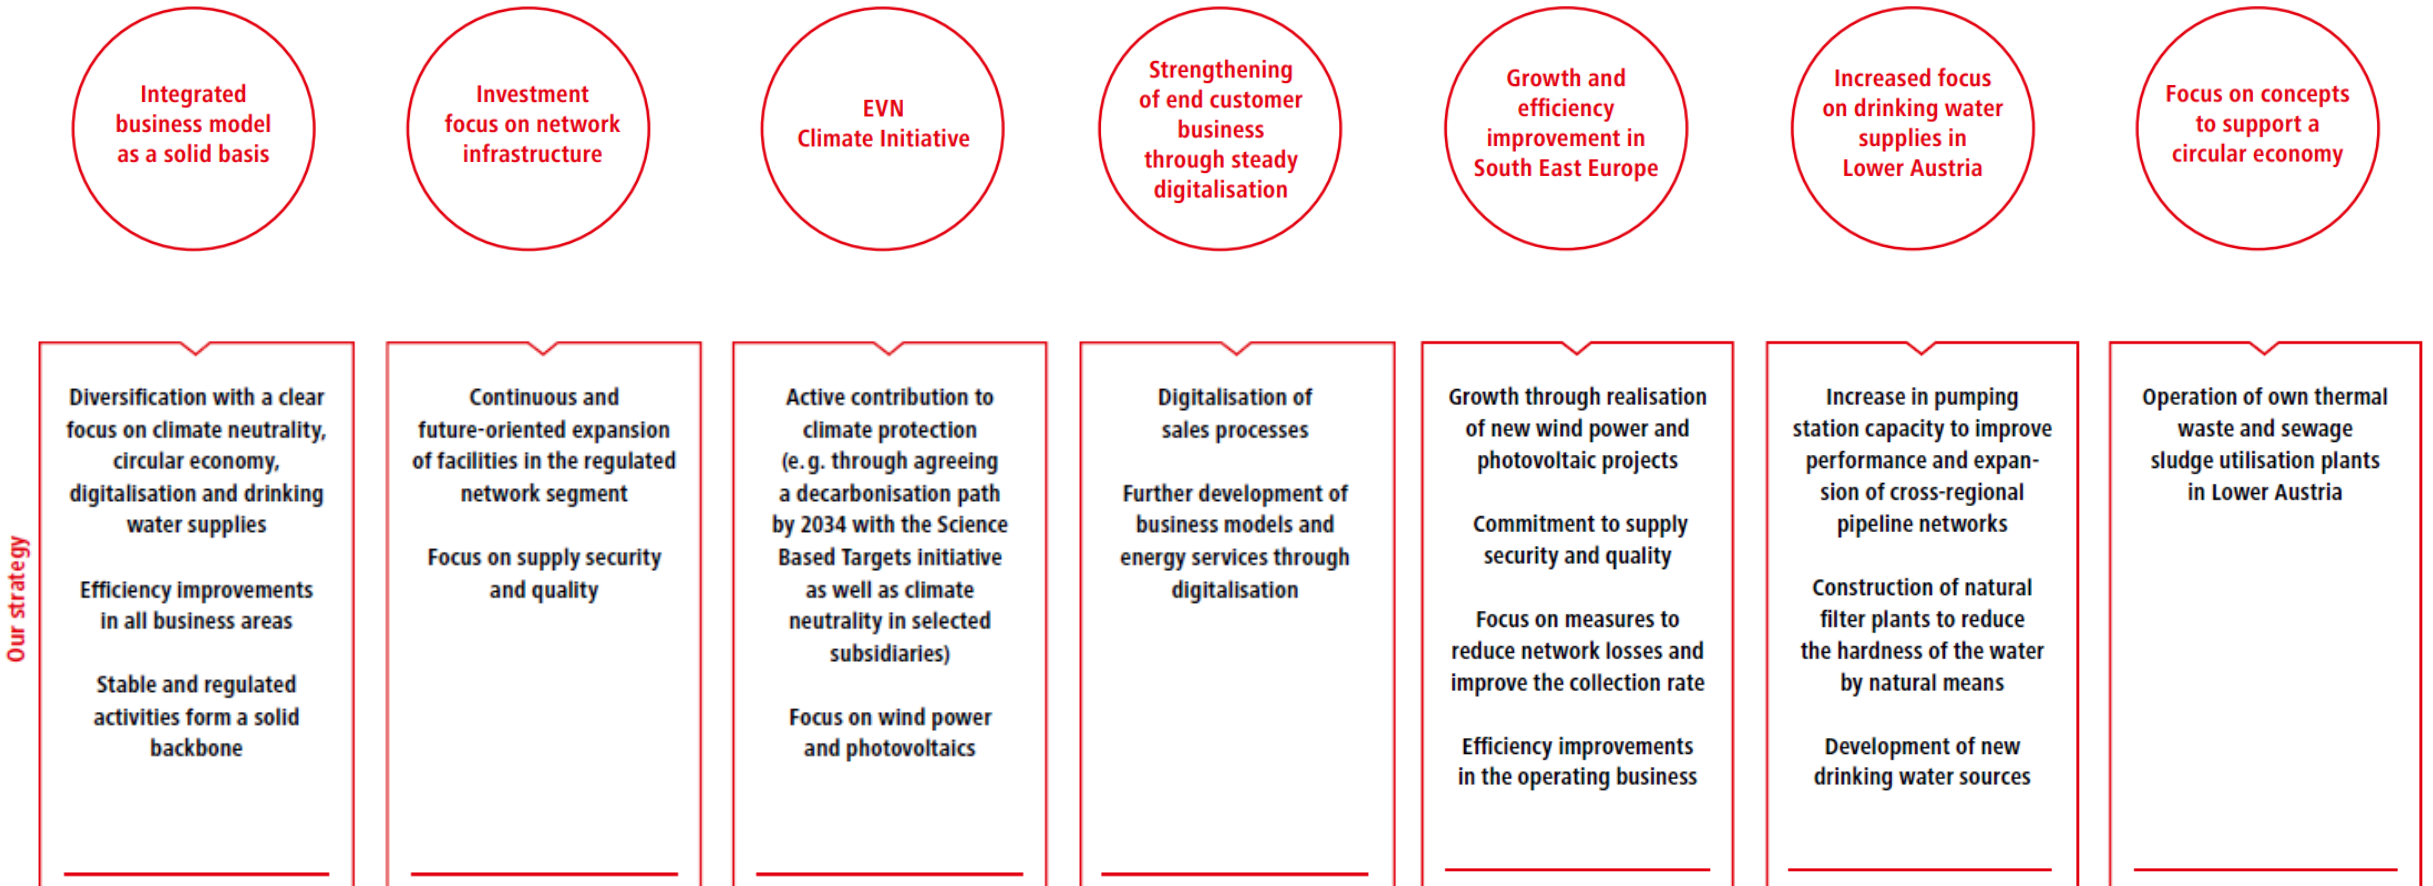 Integrated
business model
as a solid basis
Investment
focus on network
infrastructure
EVN
Climate Initiative
Strengthening
of end customer
business
through steady
digitalisation
Growth and
efficiency
improvement in
South East Europe
Increased focus
on drinking water
supplies in
Lower Austria
Focus on concepts
to support a
circular economy
Our strategy
Diversification with a clear
focus on climate neutrality,
circular economy,
digitalisation and drinking
water supplies
Efficiency improvements
in all business areas
Stable and regulated
activities form a solid
backbone
Continuous and
future-oriented expansion
of facilities in the regulated
network segment
Focus on supply security
and quality
Active contribution to
climate protection
(e. g. through agreeing
a decarbonisation path
by 2034 with the Science
Based Targets initiative
as well as climate
neutrality in selected
subsidiaries)
Focus on wind power
and photovoltaics
Digitalisation of
sales processes
Further development of
business models and
energy services through
digitalisation
Growth through realisation
of new wind power and
photovoltaic projects
Commitment to supply
security and quality
Focus on measures to
reduce network losses and
improve the collection rate
Efficiency improvements
in the operating business
Increase in pumping
station capacity to improve
performance and expan-
sion of cross-regional
pipeline networks
Construction of natural
filter plants to reduce
the hardness of the water
by natural means
Development of new
drinking water sources
Operation of own thermal
waste and sewage
sludge utilisation plants
in Lower Austria